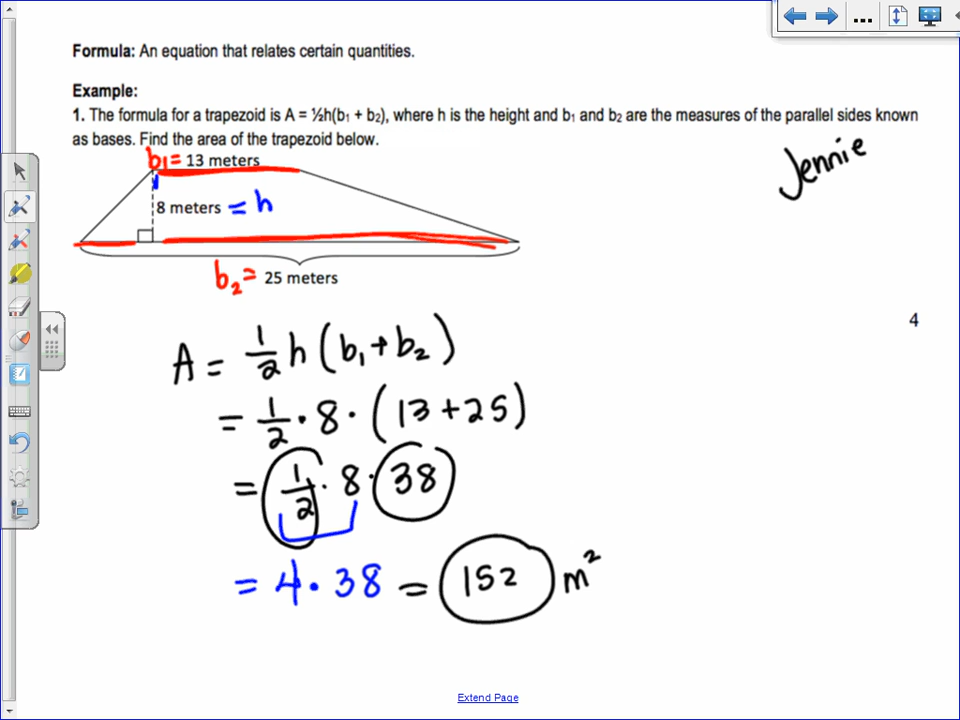 Formula: An equation that relates certain quantities.
Example:
1. The formula for a trapezoid is A = ½h(b₁ + b₂), where h is the height and b₁ and b₂ are the measures of the parallel sides known
as bases. Find the area of the trapezoid below.
Jennie
b₁= 13 meters
8 meters = h
b₂= 25 meters
4
A = 1/2 h (b₁+b₂)
= 1/2 · 8 · (13+25)
= 1/2 · 8 · 38
= 4 · 38 = 152 m²
Extend Page